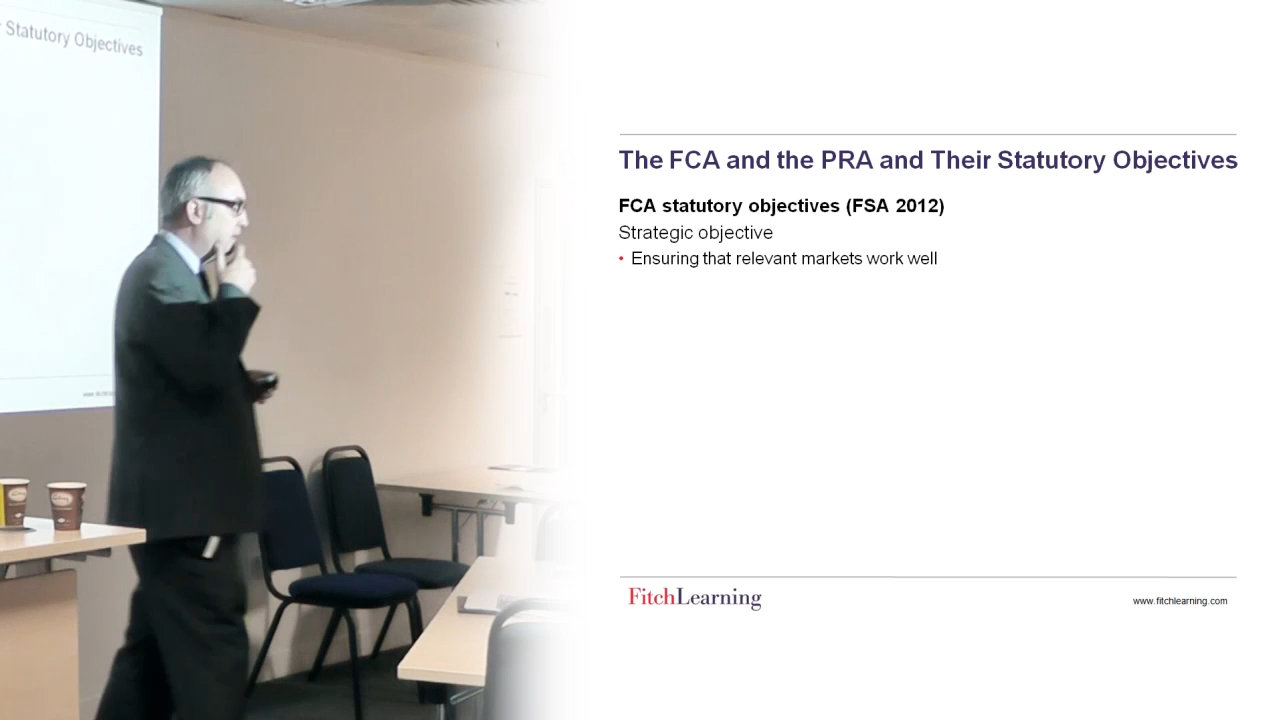 Statutory Objectives
The FCA and the PRA and Their Statutory Objectives
FCA statutory objectives (FSA 2012)
Strategic objective
• Ensuring that relevant markets work well
FitchLearning
www.fitchlearning.com